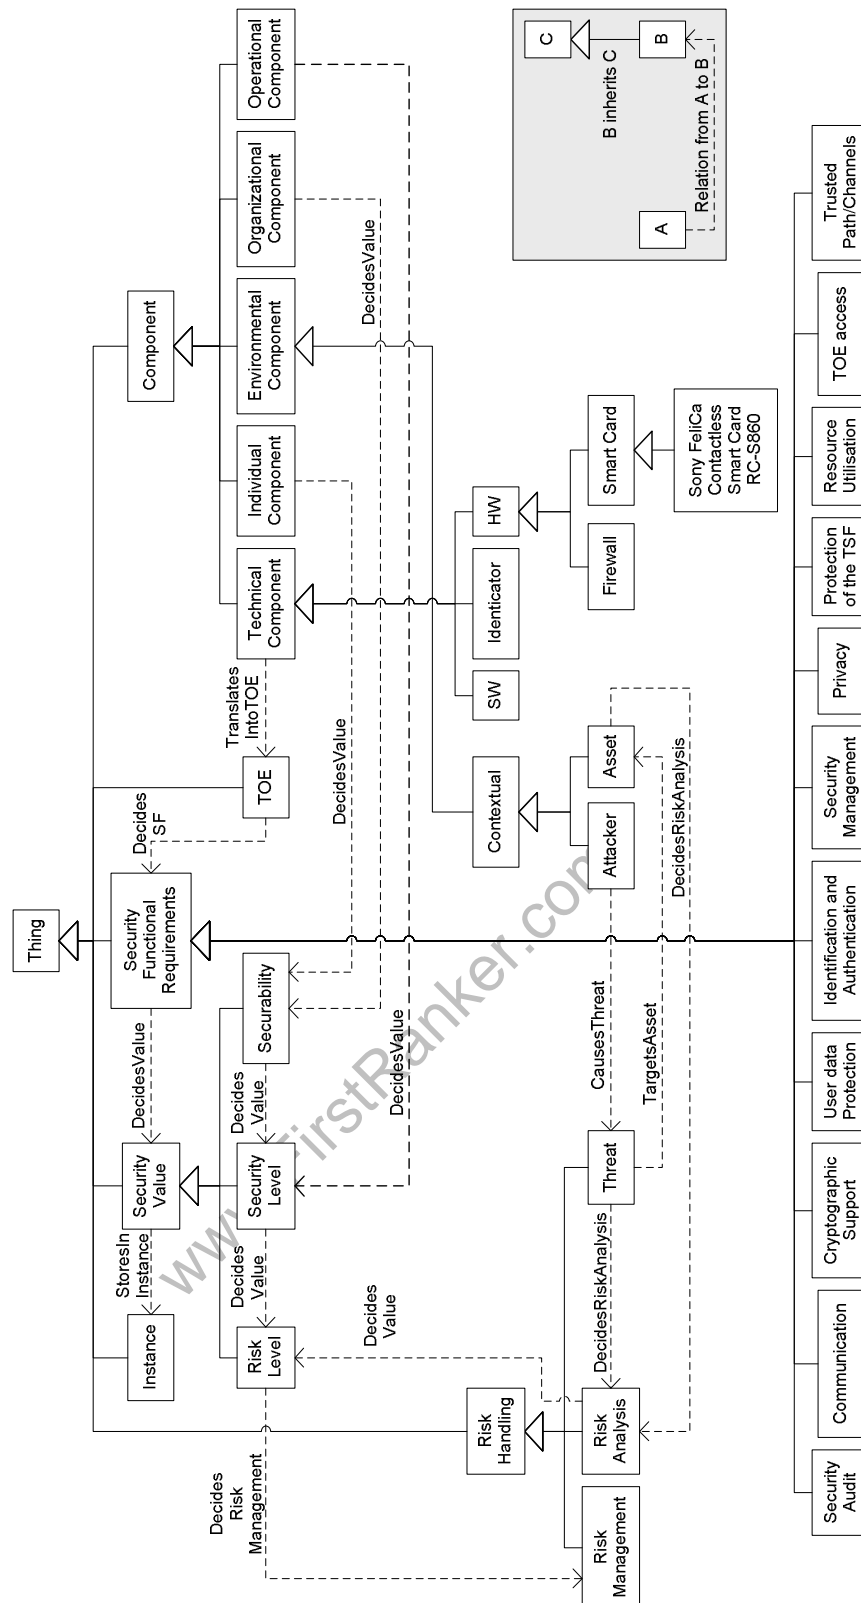 Thing
Instance
StoresIn
Instance
Security
Value
DecidesValue
Security
Functional
Requirements
Decides
SF
TOE
Translates
IntoTOE
Component
Risk
Level
Decides
Value
Security
Level
Decides
Value
Securability
Technical
Component
Individual
Component
Environmental
Component
Organizational
Component
Operational
Component
Decides
Risk
Management
Decides
Value
DecidesValue
DecidesValue
DecidesValue
Risk
Handling
Contextual
SW
Identicator
HW
Risk
Management
Risk
Analysis
DecidesRiskAnalysis
Threat
CausesThreat
TargetsAsset
Attacker
Asset
DecidesRiskAnalysis
Firewall
Smart Card
Sony FeliCa
Contactless
Smart Card
RC-S860
A
B
C
B inherits C
Relation from A to B
Security
Audit
Communication
Cryptographic
Support
User data
Protection
Identification and
Authentication
Security
Management
Privacy
Protection
of the TSF
Resource
Utilisation
TOE access
Trusted
Path/Channels
www.FirstRanker.com